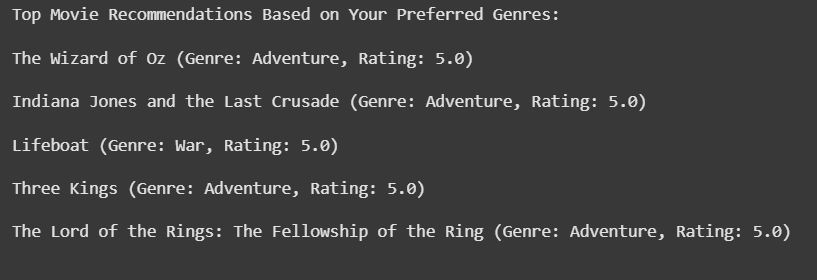 Top Movie Recommendations Based on Your Preferred Genres:
The Wizard of Oz (Genre: Adventure, Rating: 5.0)
Indiana Jones and the Last Crusade (Genre: Adventure, Rating: 5.0)
Lifeboat (Genre: War, Rating: 5.0)
Three Kings (Genre: Adventure, Rating: 5.0)
The Lord of the Rings: The Fellowship of the Ring (Genre: Adventure, Rating: 5.0)